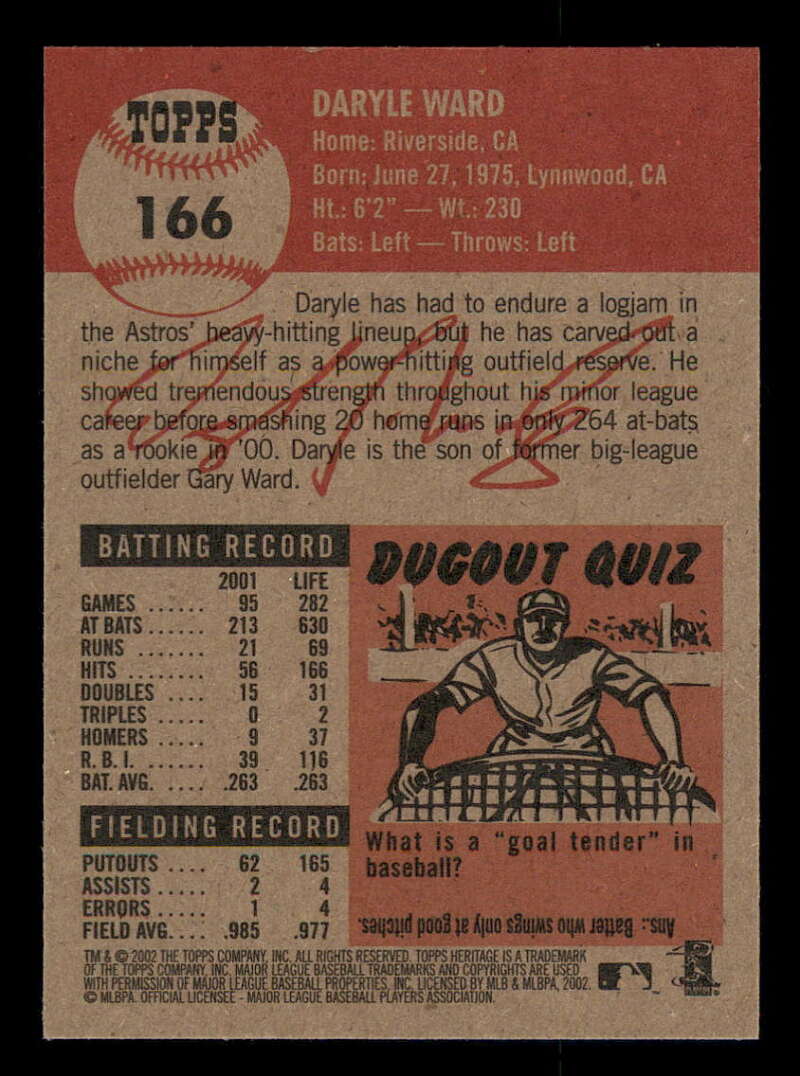 TOPPS
166
DARYLE WARD
Home: Riverside, CA
Born: June 27, 1975, Lynnwood, CA
Ht.: 6'2" — Wt.: 230
Bats: Left — Throws: Left
Daryle has had to endure a logjam in
the Astros' heavy-hitting lineup, but he has carved out a
niche for himself as a power-hitting outfield reserve. He
showed tremendous strength throughout his minor league
career before smashing 20 home runs in only 264 at-bats
as a rookie in '00. Daryle is the son of former big-league
outfielder Gary Ward.
BATTING RECORD
2001 LIFE
GAMES ...... 95 282
AT BATS ...... 213 630
RUNS ....... 21 69
HITS ........ 56 166
DOUBLES .... 15 31
TRIPLES ..... 0 2
HOMERS ..... 9 37
R. B. I. ...... 39 116
BAT. AVG. .... .263 .263
FIELDING RECORD
PUTOUTS .... 62 165
ASSISTS ..... 2 4
ERRORS ..... 1 4
FIELD AVG. ... .985 .977
DUGOUT QUIZ
What is a "goal tender" in
baseball?
Ans.: Batter who swings only at good pitches.
TM & © 2002 THE TOPPS COMPANY, INC. ALL RIGHTS RESERVED. TOPPS HERITAGE IS A TRADEMARK
OF THE TOPPS COMPANY, INC. MAJOR LEAGUE BASEBALL TRADEMARKS AND COPYRIGHTS ARE USED
WITH PERMISSION OF MAJOR LEAGUE BASEBALL PROPERTIES, INC. LICENSED BY MLB & MLBPA, 2002.
© MLBPA. OFFICIAL LICENSEE - MAJOR LEAGUE BASEBALL PLAYERS ASSOCIATION.